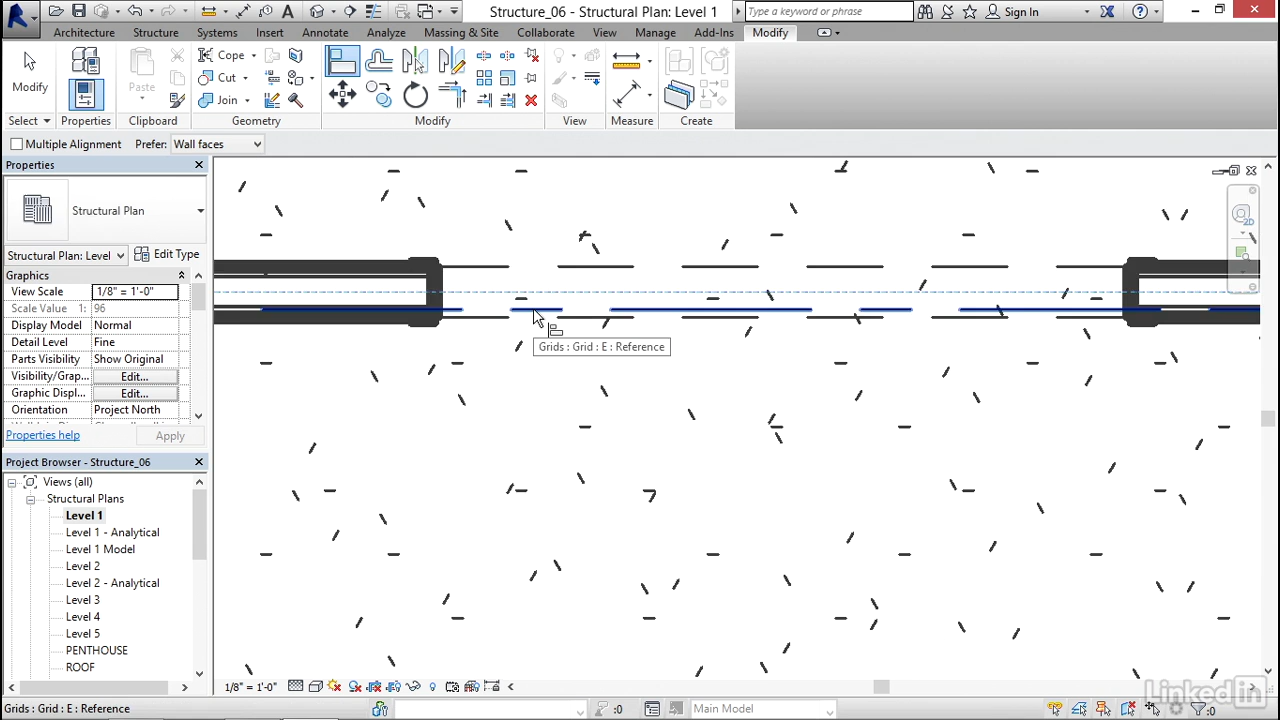 Structure_06 - Structural Plan: Level 1
Type a keyword or phrase
Sign In
Architecture Structure Systems Insert Annotate Analyze Massing & Site Collaborate View Manage Add-Ins Modify
Modify
Paste
Cope
Cut
Join
Select Properties Clipboard Geometry Modify View Measure Create
Multiple Alignment Prefer: Wall faces
Properties
Structural Plan
Structural Plan: Level Edit Type
Graphics
View Scale 1/8" = 1'-0"
Scale Value 1: 96
Display Model Normal
Detail Level Fine
Parts Visibility Show Original
Visibility/Grap... Edit...
Graphic Displ... Edit...
Orientation Project North
Properties help Apply
Project Browser - Structure_06
Views (all)
Structural Plans
Level 1
Level 1 - Analytical
Level 1 Model
Level 2
Level 2 - Analytical
Level 3
Level 4
Level 5
PENTHOUSE
ROOF
2D
Grids : Grid : E : Reference
1/8" = 1'-0"
Grids : Grid : E : Reference
:0
Main Model
:0
Linked in